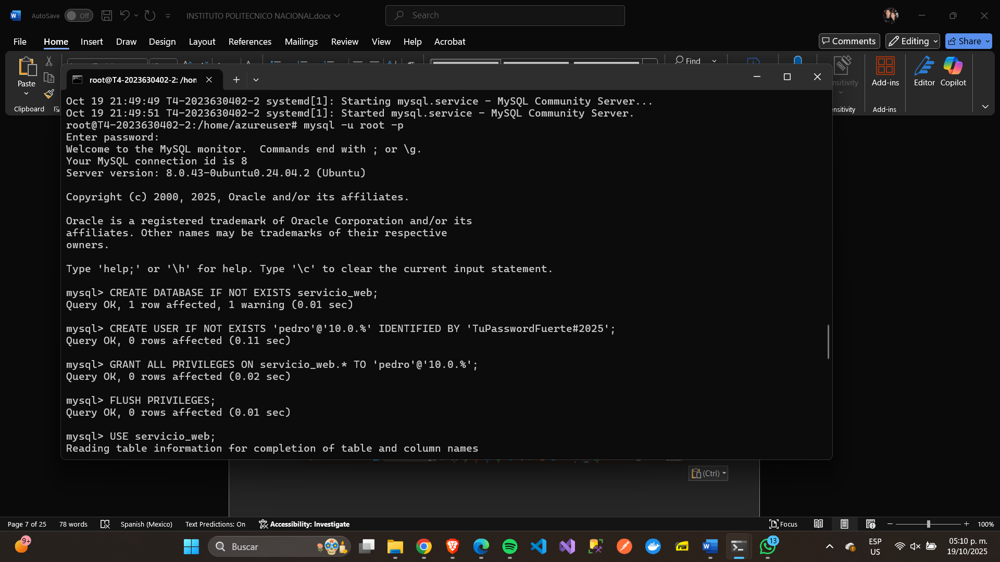 AutoSave Off INSTITUTO POLITECNICO NACIONAL.docx Search
File Home Insert Draw Design Layout References Mailings Review View Help Acrobat Comments Editing Share
Paste Find Add-ins Editor Copilot
Clipboard Add-ins
root@T4-2023630402-2: /hon
Oct 19 21:49:49 T4-2023630402-2 systemd[1]: Starting mysql.service - MySQL Community Server...
Oct 19 21:49:51 T4-2023630402-2 systemd[1]: Started mysql.service - MySQL Community Server.
root@T4-2023630402-2:/home/azureuser# mysql -u root -p
Enter password:
Welcome to the MySQL monitor.  Commands end with ; or \g.
Your MySQL connection id is 8
Server version: 8.0.43-0ubuntu0.24.04.2 (Ubuntu)
Copyright (c) 2000, 2025, Oracle and/or its affiliates.
Oracle is a registered trademark of Oracle Corporation and/or its
affiliates. Other names may be trademarks of their respective
owners.
Type 'help;' or '\h' for help. Type '\c' to clear the current input statement.
mysql> CREATE DATABASE IF NOT EXISTS servicio_web;
Query OK, 1 row affected, 1 warning (0.01 sec)
mysql> CREATE USER IF NOT EXISTS 'pedro'@'10.0.%' IDENTIFIED BY 'TuPasswordFuerte#2025';
Query OK, 0 rows affected (0.11 sec)
mysql> GRANT ALL PRIVILEGES ON servicio_web.* TO 'pedro'@'10.0.%';
Query OK, 0 rows affected (0.02 sec)
mysql> FLUSH PRIVILEGES;
Query OK, 0 rows affected (0.01 sec)
mysql> USE servicio_web;
Reading table information for completion of table and column names
(Ctrl)
Page 7 of 25 78 words Spanish (Mexico) Text Predictions: On Accessibility: Investigate Focus 100%
9+ Buscar PDF 13 ESP US 05:10 p. m.
19/10/2025